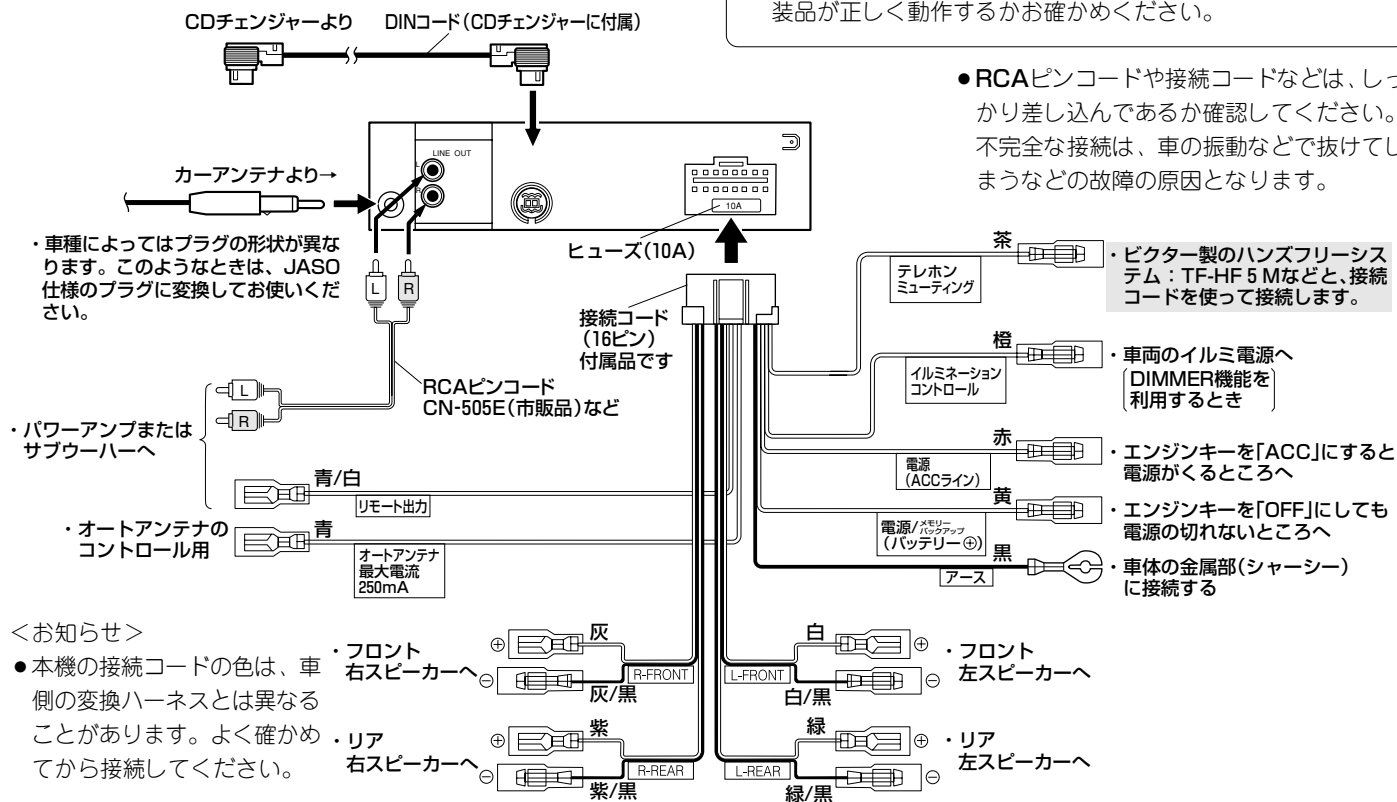 装品が正しく動作するかお確かめください。
CDチェンジャーより
DINコード(CDチェンジャーに付属)
●RCAピンコードや接続コードなどは、しっ
かり差し込んであるか確認してください。
不完全な接続は、車の振動などで抜けてし
まうなどの故障の原因となります。
LINE OUT
L
R
カーアンテナより→
10A
ヒューズ(10A)
・車種によってはプラグの形状が異な
ります。このようなときは、JASO
仕様のプラグに変換してお使いくだ
さい。
L
R
接続コード
(16ピン)
付属品です
RCAピンコード
CN-505E(市販品)など
L
R
・パワーアンプまたは
サブウーハーへ
青/白
リモート出力
・オートアンテナの
コントロール用
青
オートアンテナ
最大電流
250mA
茶
テレホン
ミューティング
・ビクター製のハンズフリーシス
テム:TF-HF5Mなどと、接続
コードを使って接続します。
橙
イルミネーション
コントロール
・車両のイルミ電源へ
DIMMER機能を
利用するとき
赤
電源
(ACCライン)
・エンジンキーを「ACC」にすると
電源がくるところへ
黄
電源/メモリーバックアップ
(バッテリー⊕)
・エンジンキーを「OFF」にしても
電源の切れないところへ
黒
アース
・車体の金属部(シャーシー)
に接続する
<お知らせ>
●本機の接続コードの色は、車
側の変換ハーネスとは異なる
ことがあります。よく確かめ
てから接続してください。
・フロント
右スピーカーへ
⊕
灰
⊖
灰/黒
R-FRONT
・リア
右スピーカーへ
⊕
紫
⊖
紫/黒
R-REAR
白
⊕
L-FRONT
白/黒
⊖
・フロント
左スピーカーへ
緑
⊕
L-REAR
緑/黒
⊖
・リア
左スピーカーへ